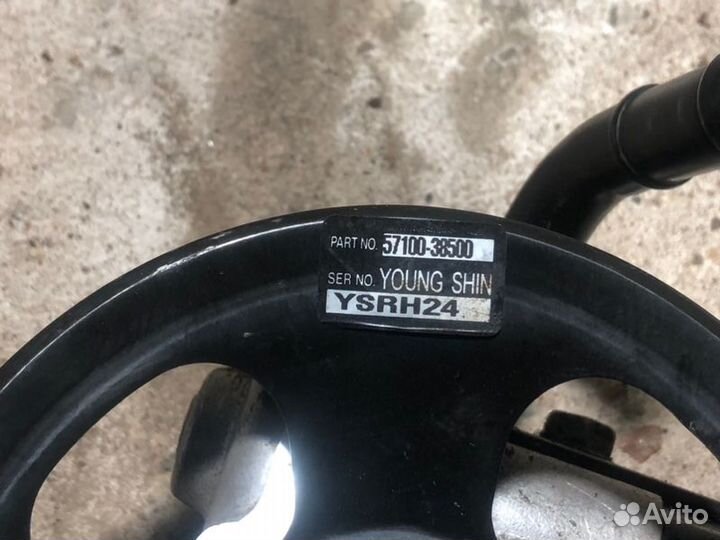 PART NO. 57100-38500
SER NO. YOUNG SHIN
YSRH24
Avito